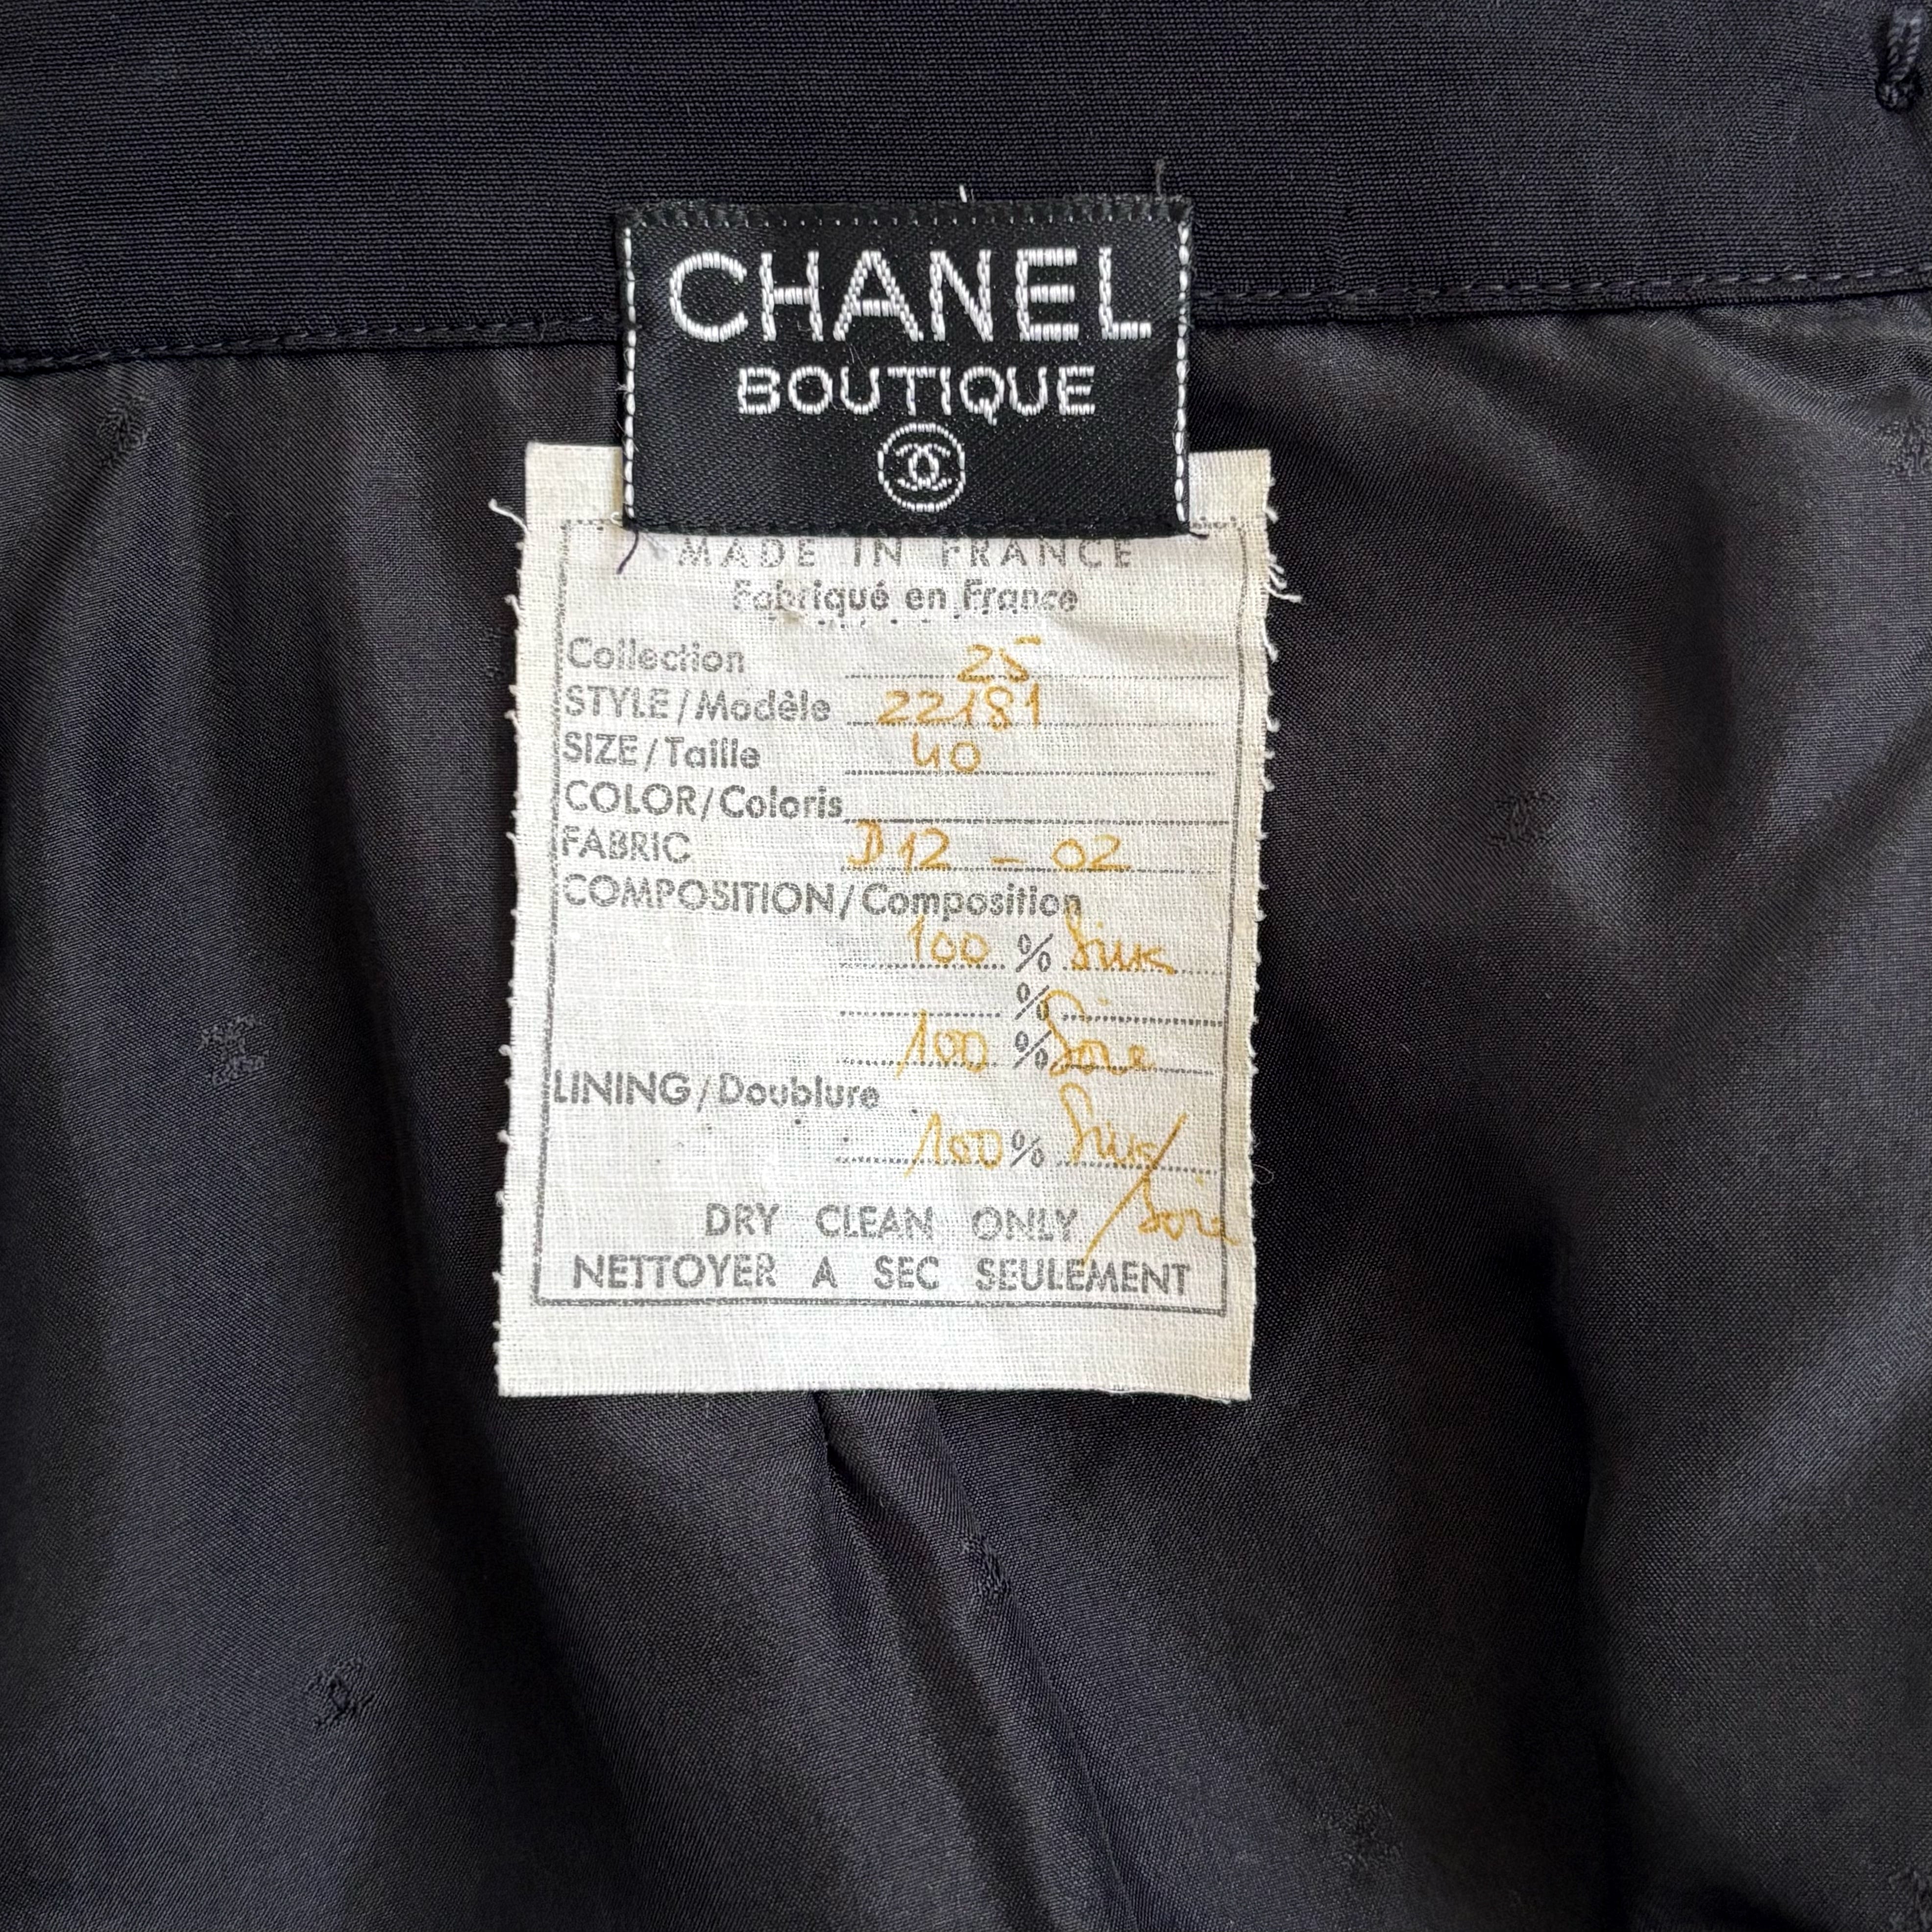 CHANEL
BOUTIQUE
MADE IN FRANCE
Fabriqué en France
Collection 25
STYLE/Modèle 22181
SIZE/Taille 40
COLOR/Coloris
FABRIC D12 - 02
COMPOSITION/Composition
100 % Silk
%
100 % Soie
LINING/Doublure
100 % Silk/
/Soie
DRY CLEAN ONLY
NETTOYER A SEC SEULEMENT